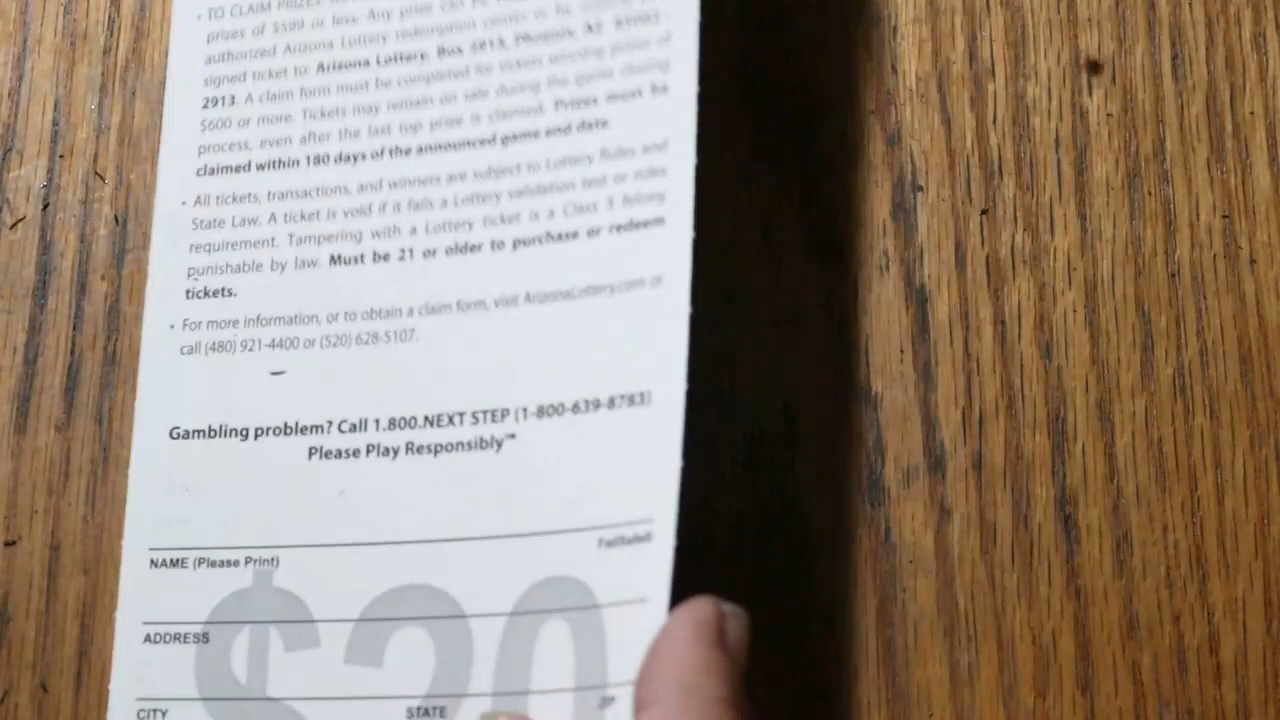 • TO CLAIM PRIZES:
prizes of $599 or less. Any prize can be
authorized Arizona Lottery redemption
signed ticket to: Arizona Lottery, Box 2913, Phoenix, AZ
2913. A claim form must be completed for tickets winning prizes of
$600 or more. Tickets may remain on sale during the game closing
process, even after the last top prize is claimed. Prizes must be
claimed within 180 days of the announced game end date.
• All tickets, transactions, and winners are subject to Lottery Rules and
State Law. A ticket is void if it fails a Lottery validation test or rules
requirement. Tampering with a Lottery ticket is a Class 5 felony
punishable by law. Must be 21 or older to purchase or redeem
tickets.
• For more information, or to obtain a claim form, visit ArizonaLottery.com or
call (480) 921-4400 or (520) 628-5107.
Gambling problem? Call 1.800.NEXT STEP (1-800-639-8783)
Please Play Responsibly™
NAME (Please Print)
ADDRESS
$20
CITY STATE ZIP